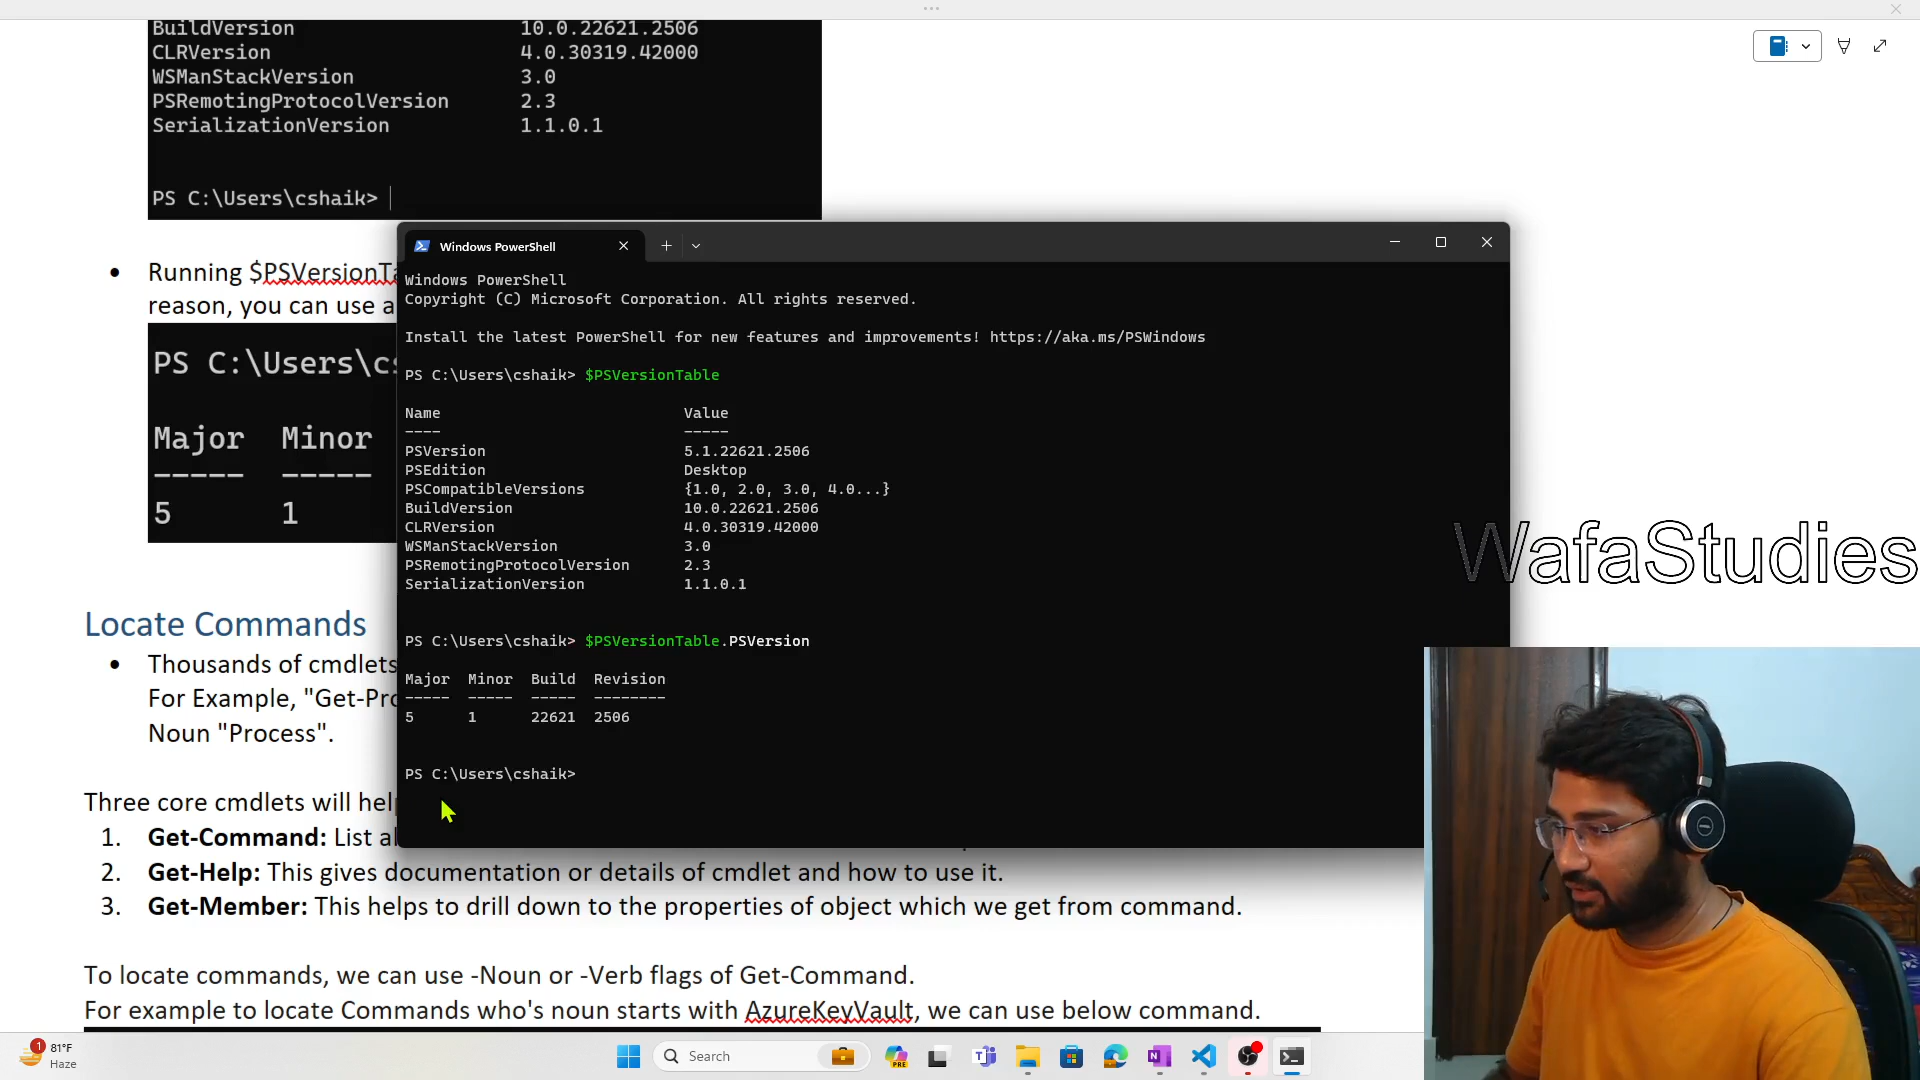 BuildVersion 10.0.22621.2506
CLRVersion 4.0.30319.42000
WSManStackVersion 3.0
PSRemotingProtocolVersion 2.3
SerializationVersion 1.1.0.1
PS C:\Users\cshaik>
Running $PSVersionTa
reason, you can use a
PS C:\Users\cs
Major Minor
----- -----
5 1
Windows PowerShell
Windows PowerShell
Copyright (C) Microsoft Corporation. All rights reserved.
Install the latest PowerShell for new features and improvements! https://aka.ms/PSWindows
PS C:\Users\cshaik> $PSVersionTable
Name Value
---- -----
PSVersion 5.1.22621.2506
PSEdition Desktop
PSCompatibleVersions {1.0, 2.0, 3.0, 4.0...}
BuildVersion 10.0.22621.2506
CLRVersion 4.0.30319.42000
WSManStackVersion 3.0
PSRemotingProtocolVersion 2.3
SerializationVersion 1.1.0.1
PS C:\Users\cshaik> $PSVersionTable.PSVersion
Major Minor Build Revision
----- ----- ----- --------
5 1 22621 2506
PS C:\Users\cshaik>
WafaStudies
Locate Commands
Thousands of cmdlets
For Example, "Get-Pro
Noun "Process".
Three core cmdlets will help
1. Get-Command: List al
2. Get-Help: This gives documentation or details of cmdlet and how to use it.
3. Get-Member: This helps to drill down to the properties of object which we get from command.
To locate commands, we can use -Noun or -Verb flags of Get-Command.
For example to locate Commands who's noun starts with AzureKeyVault, we can use below command.
1
81°F
Haze
Search
PRE